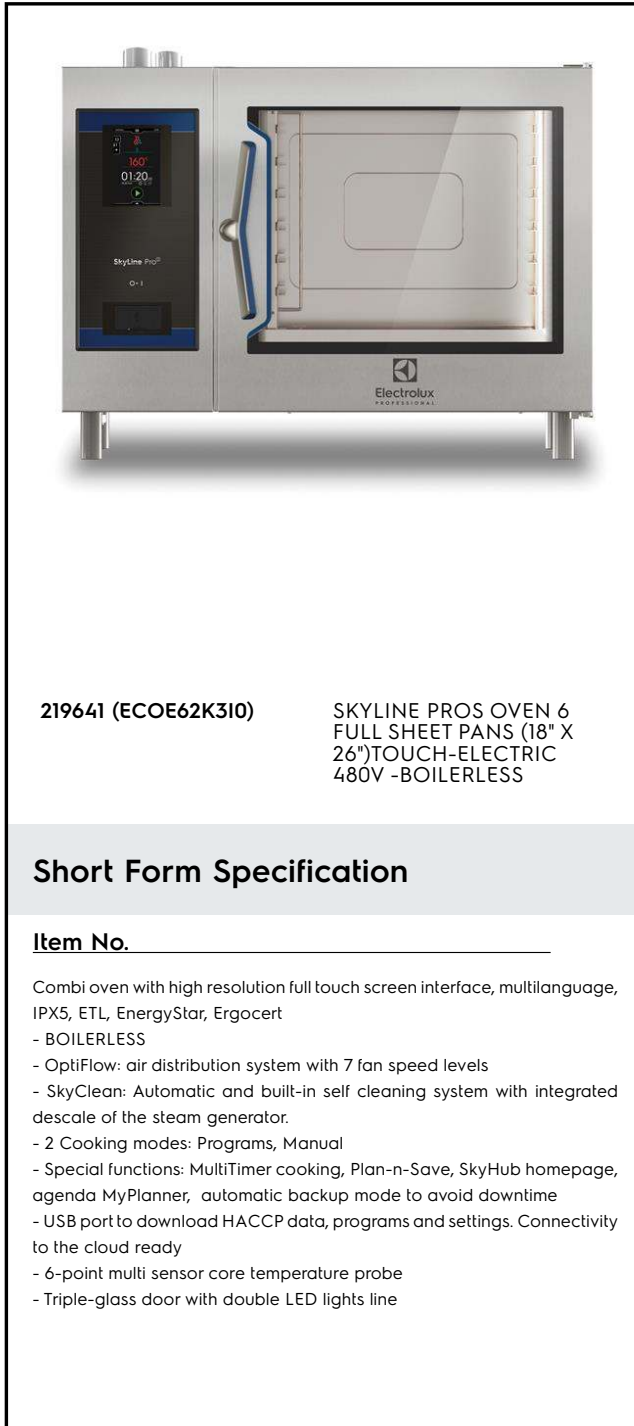 160°
01:20
SkyLine ProS
Electrolux
PROFESSIONAL
219641 (ECOE62K3I0)
SKYLINE PROS OVEN 6
FULL SHEET PANS (18" X
26")TOUCH-ELECTRIC
480V -BOILERLESS
Short Form Specification
Item No.
Combi oven with high resolution full touch screen interface, multilanguage,
IPX5, ETL, EnergyStar, Ergocert
- BOILERLESS
- OptiFlow: air distribution system with 7 fan speed levels
- SkyClean: Automatic and built-in self cleaning system with integrated
descale of the steam generator.
- 2 Cooking modes: Programs, Manual
- Special functions: MultiTimer cooking, Plan-n-Save, SkyHub homepage,
agenda MyPlanner, automatic backup mode to avoid downtime
- USB port to download HACCP data, programs and settings. Connectivity
to the cloud ready
- 6-point multi sensor core temperature probe
- Triple-glass door with double LED lights line